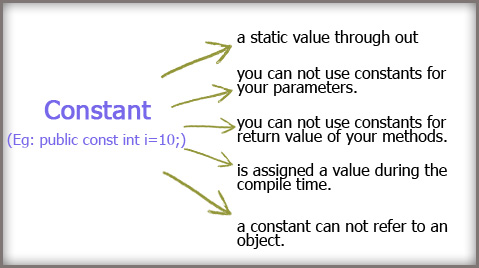 Constant
(Eg: public const int i=10;)
a static value through out
you can not use constants for
your parameters.
you can not use constants for
return value of your methods.
is assigned a value during the
compile time.
a constant can not refer to an
object.